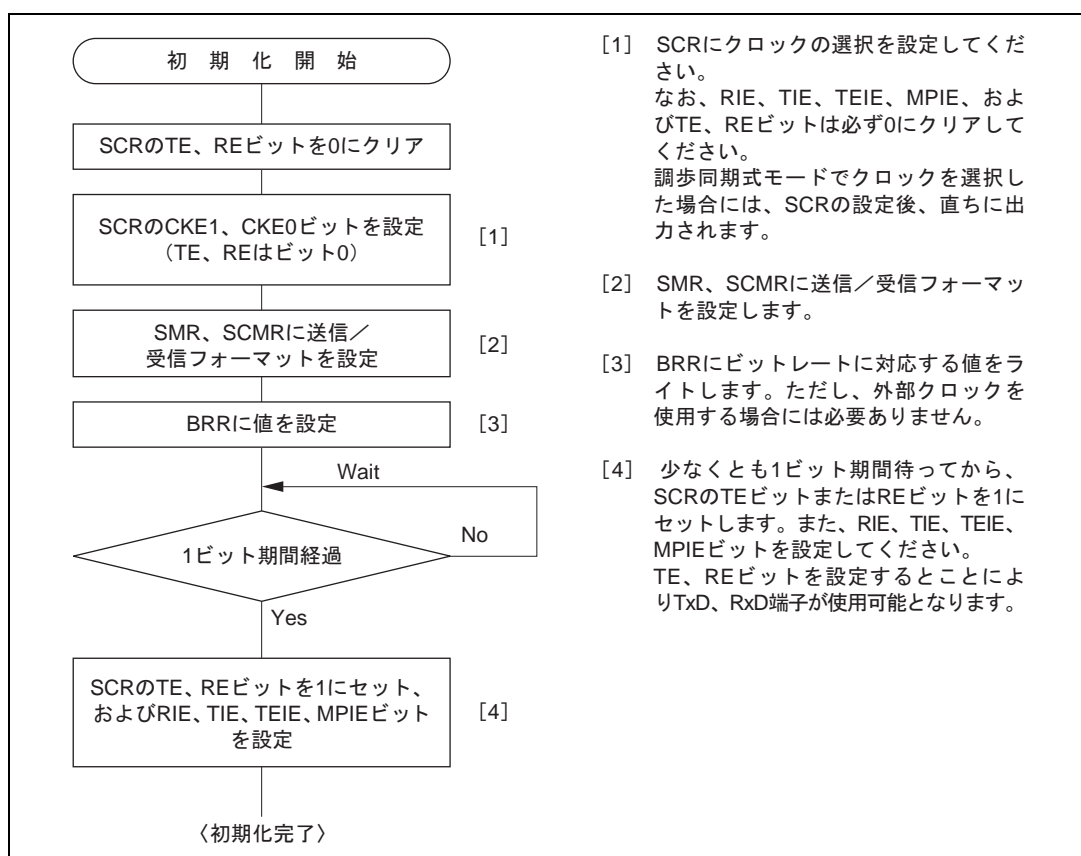 初 期 化 開 始
SCRのTE、REビットを0にクリア
SCRのCKE1、CKE0ビットを設定
(TE、REはビット0)
[1]
SMR、SCMRに送信/
受信フォーマットを設定
[2]
BRRに値を設定
[3]
Wait
1ビット期間経過
No
Yes
SCRのTE、REビットを1にセット、
およびRIE、TIE、TEIE、MPIEビット
を設定
[4]
〈初期化完了〉
[1] SCRにクロックの選択を設定してくだ
さい。
なお、RIE、TIE、TEIE、MPIE、およ
びTE、REビットは必ず0にクリアして
ください。
調歩同期式モードでクロックを選択し
た場合には、SCRの設定後、直ちに出
力されます。
[2] SMR、SCMRに送信/受信フォーマッ
トを設定します。
[3] BRRにビットレートに対応する値をラ
イトします。ただし、外部クロックを
使用する場合には必要ありません。
[4] 少なくとも1ビット期間待ってから、
SCRのTEビットまたはREビットを1に
セットします。また、RIE、TIE、TEIE、
MPIEビットを設定してください。
TE、REビットを設定するとことによ
りTxD、RxD端子が使用可能となります。